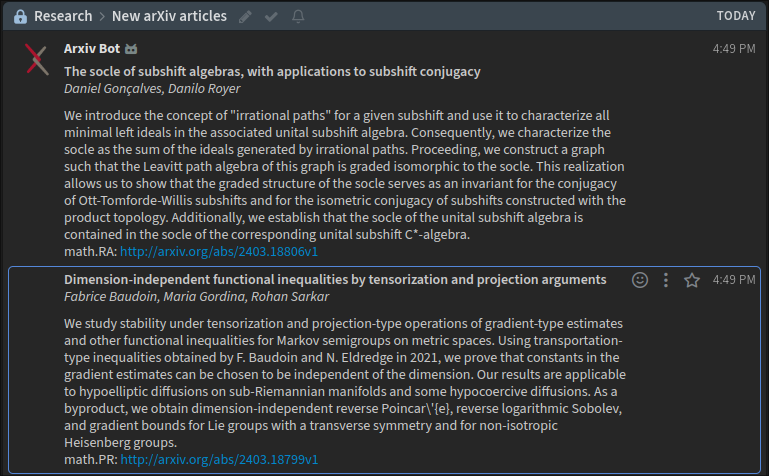 Research > New arXiv articles TODAY
Arxiv Bot 4:49 PM
The socle of subshift algebras, with applications to subshift conjugacy
Daniel Gonçalves, Danilo Royer
We introduce the concept of "irrational paths" for a given subshift and use it to characterize all
minimal left ideals in the associated unital subshift algebra. Consequently, we characterize the
socle as the sum of the ideals generated by irrational paths. Proceeding, we construct a graph
such that the Leavitt path algebra of this graph is graded isomorphic to the socle. This realization
allows us to show that the graded structure of the socle serves as an invariant for the conjugacy
of Ott-Tomforde-Willis subshifts and for the isometric conjugacy of subshifts constructed with the
product topology. Additionally, we establish that the socle of the unital subshift algebra is
contained in the socle of the corresponding unital subshift C*-algebra.
math.RA: http://arxiv.org/abs/2403.18806v1
Dimension-independent functional inequalities by tensorization and projection arguments 4:49 PM
Fabrice Baudoin, Maria Gordina, Rohan Sarkar
We study stability under tensorization and projection-type operations of gradient-type estimates
and other functional inequalities for Markov semigroups on metric spaces. Using transportation-
type inequalities obtained by F. Baudoin and N. Eldredge in 2021, we prove that constants in the
gradient estimates can be chosen to be independent of the dimension. Our results are applicable
to hypoelliptic diffusions on sub-Riemannian manifolds and some hypocoercive diffusions. As a
byproduct, we obtain dimension-independent reverse Poincar\'{e}, reverse logarithmic Sobolev,
and gradient bounds for Lie groups with a transverse symmetry and for non-isotropic
Heisenberg groups.
math.PR: http://arxiv.org/abs/2403.18799v1